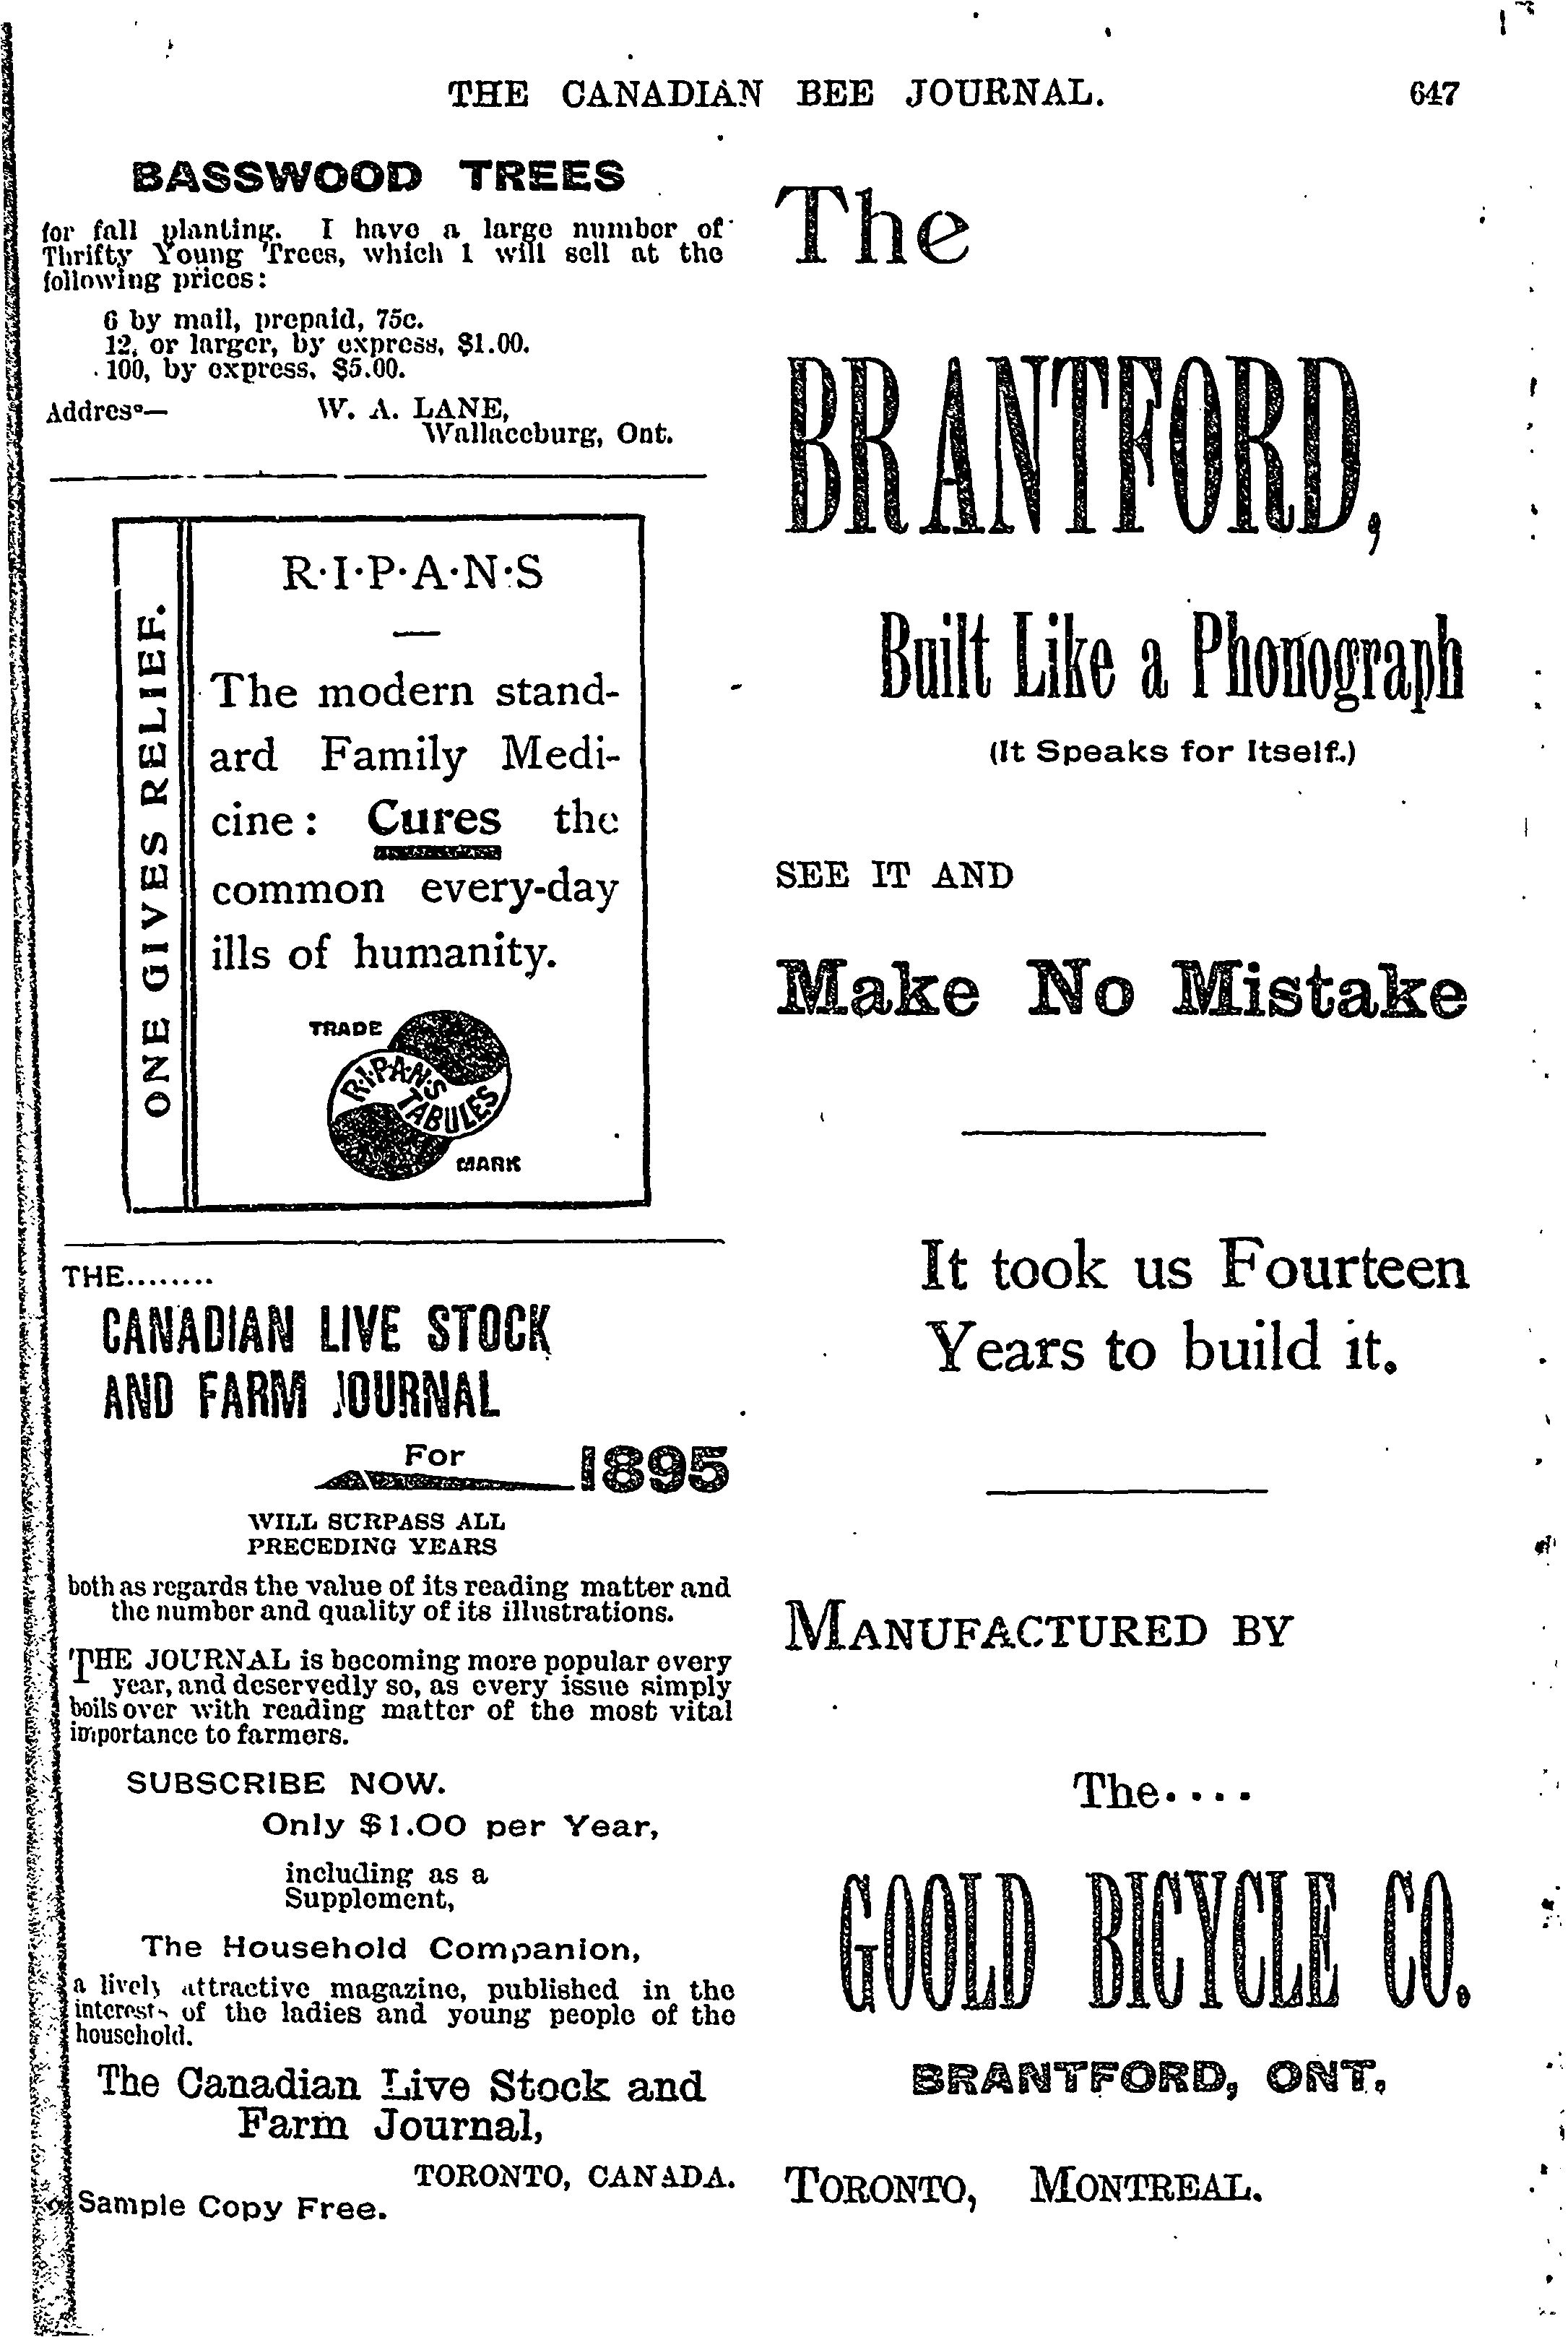 THE CANADIAN BEE JOURNAL. 647
BASSWOOD TREES
for fall planting. I have a large number of
Thrifty Young Trees, which I will sell at the
following prices:
6 by mail, prepaid, 75c.
12, or larger, by express, $1.00.
100, by express, $5.00.
Address—
W. A. LANE,
Wallaceburg, Ont.
ONE GIVES RELIEF.
R·I·P·A·N·S
The modern stand-
ard Family Medi-
cine: Cures the
common every-day
ills of humanity.
TRADE
R·I·P·A·N·S
TABULES
MARK
THE........
CANADIAN LIVE STOCK
AND FARM JOURNAL
For 1895
WILL SURPASS ALL
PRECEDING YEARS
both as regards the value of its reading matter and
the number and quality of its illustrations.
THE JOURNAL is becoming more popular every
year, and deservedly so, as every issue simply
boils over with reading matter of the most vital
importance to farmers.
SUBSCRIBE NOW.
Only $1.00 per Year,
including as a
Supplement,
The Household Companion,
a lively attractive magazine, published in the
interests of the ladies and young people of the
household.
The Canadian Live Stock and
Farm Journal,
TORONTO, CANADA.
Sample Copy Free.
The
BRANTFORD,
Built Like a Phonograph
(It Speaks for Itself.)
SEE IT AND
Make No Mistake
It took us Fourteen
Years to build it.
MANUFACTURED BY
The....
GOOLD BICYCLE CO.
BRANTFORD, ONT.
TORONTO, MONTREAL.